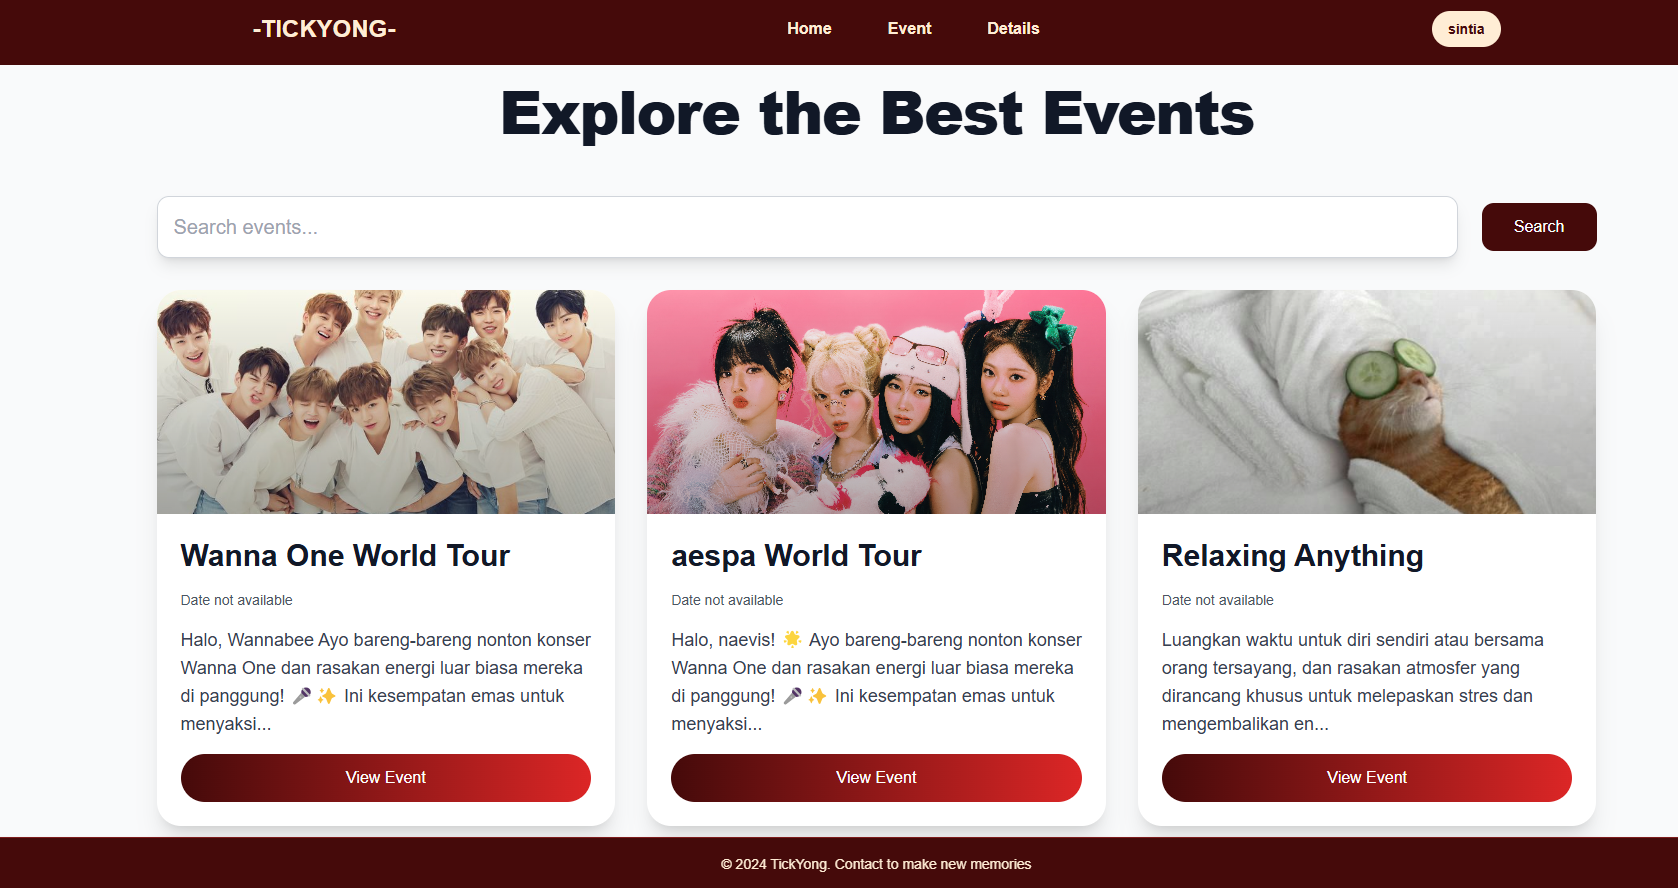 -TICKYONG-
Home
Event
Details
sintia
Explore the Best Events
Search events...
Search
Wanna One World Tour
Date not available
Halo, Wannabee Ayo bareng-bareng nonton konser
Wanna One dan rasakan energi luar biasa mereka
di panggung! 🎤✨ Ini kesempatan emas untuk
menyaksi...
View Event
aespa World Tour
Date not available
Halo, naevis! 🌟 Ayo bareng-bareng nonton konser
Wanna One dan rasakan energi luar biasa mereka
di panggung! 🎤✨ Ini kesempatan emas untuk
menyaksi...
View Event
Relaxing Anything
Date not available
Luangkan waktu untuk diri sendiri atau bersama
orang tersayang, dan rasakan atmosfer yang
dirancang khusus untuk melepaskan stres dan
mengembalikan en...
View Event
© 2024 TickYong. Contact to make new memories